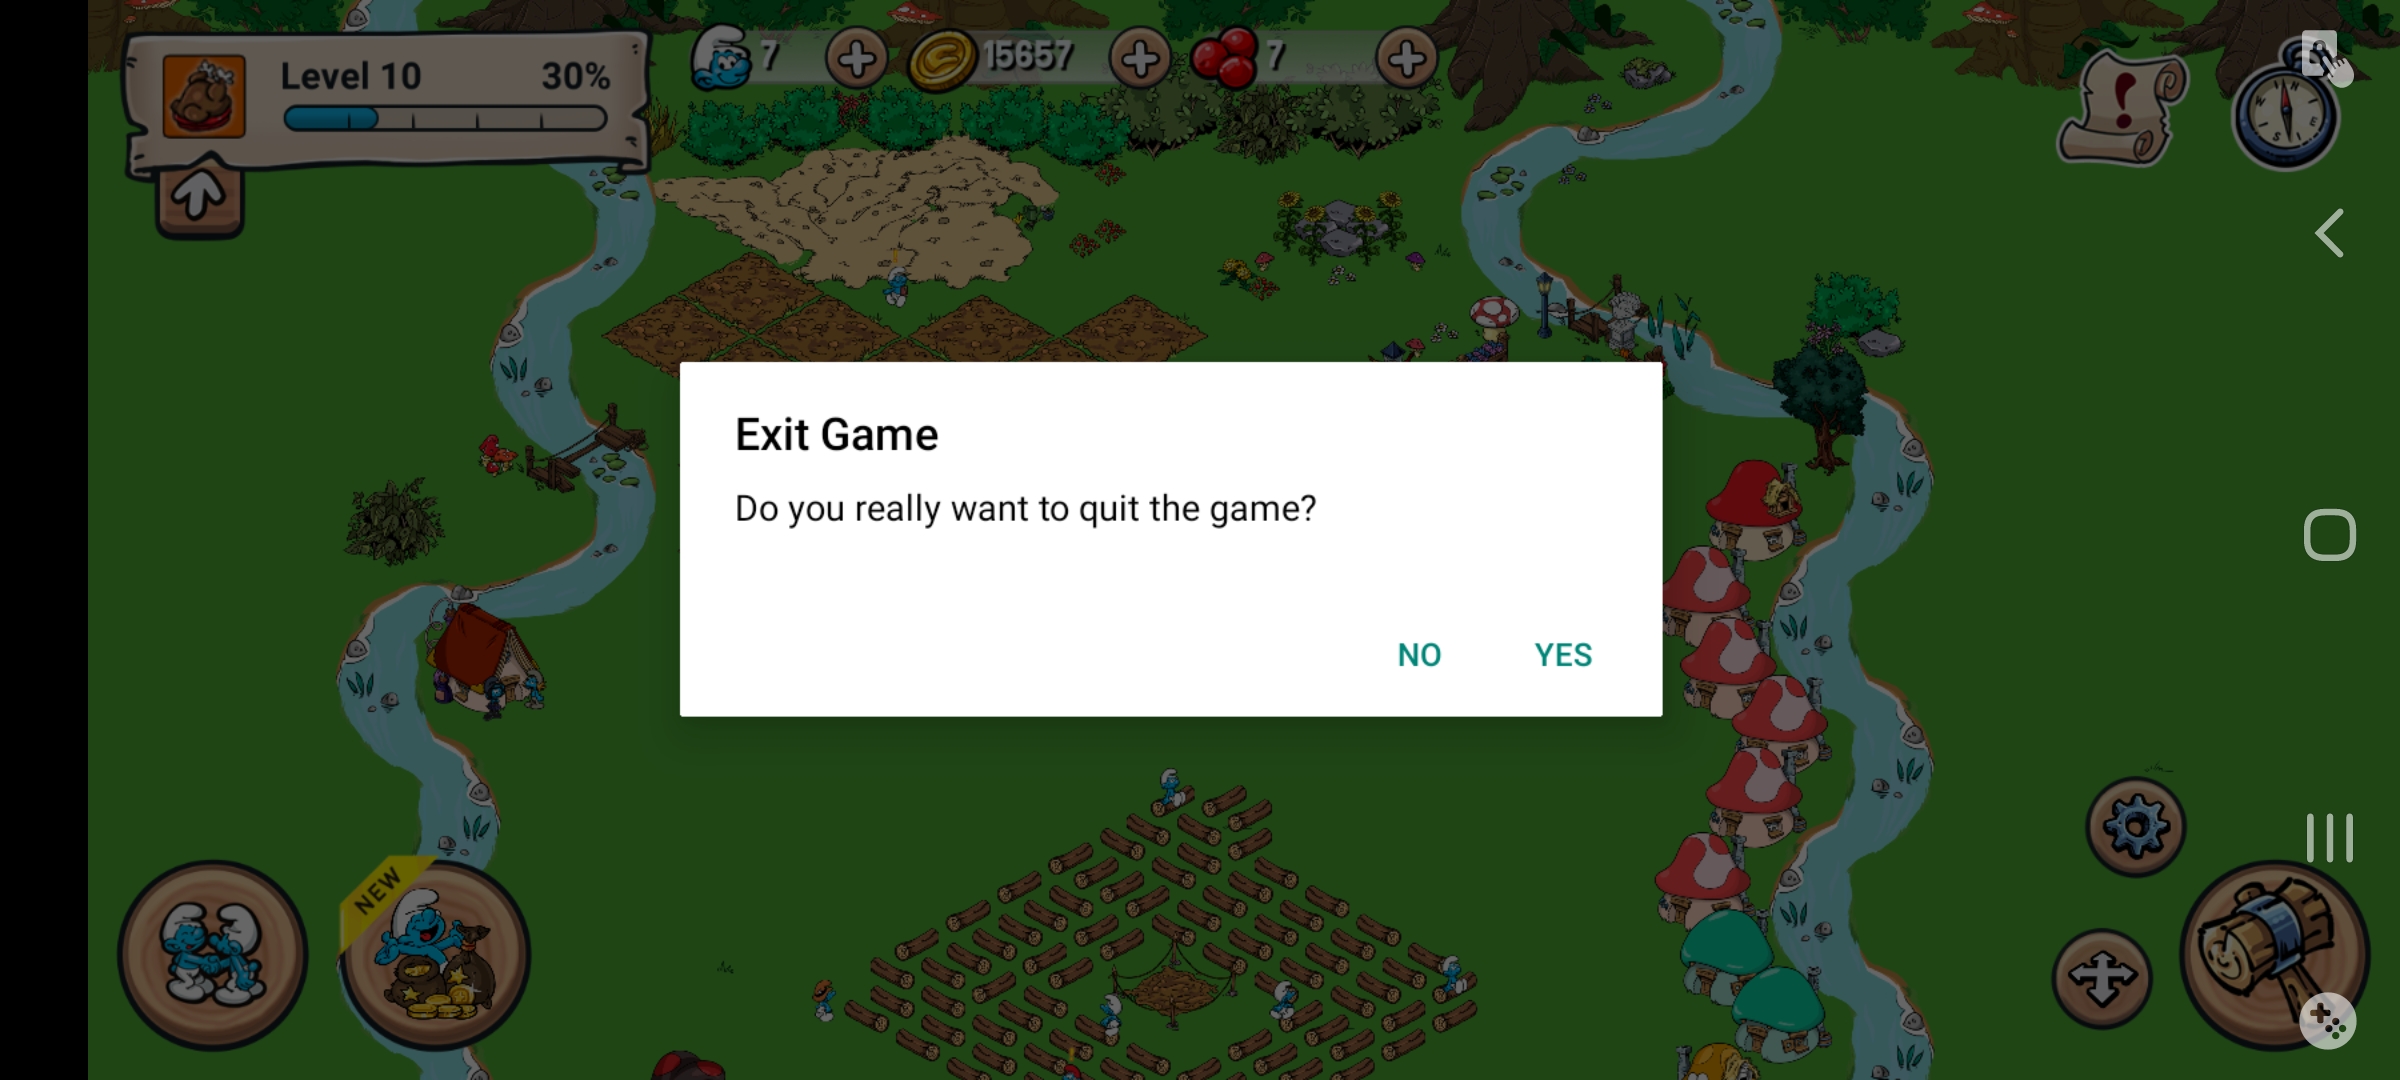 Level 10 30%
7
15657
7
Exit Game
Do you really want to quit the game?
NO YES
NEW